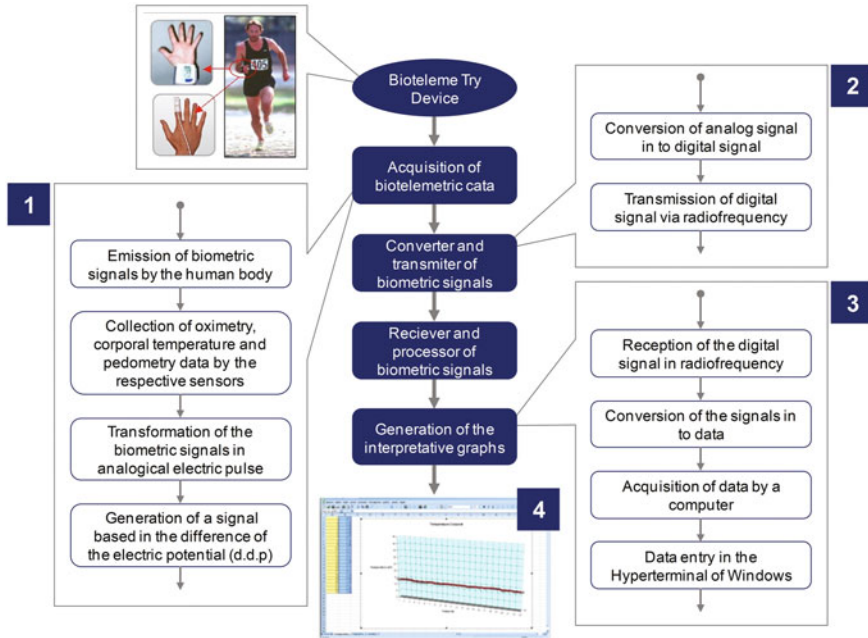 405
Bioteleme Try
Device
Acquisition of
biotelemetric cata
Converter and
transmiter of
biometric signals
Reciever and
processor of
biometric signals
Generation of the
interpretative graphs
1
Emission of biometric
signals by the human body
Collection of oximetry,
corporal temperature and
pedometry data by the
respective sensors
Transformation of the
biometric signals in
analogical electric pulse
Generation of a signal
based in the difference of
the electric potential (d.d.p)
2
Conversion of analog signal
in to digital signal
Transmission of digital
signal via radiofrequency
3
Reception of the digital
signal in radiofrequency
Conversion of the signals in
to data
Acquisition of data by a
computer
Data entry in the
Hyperterminal of Windows
4